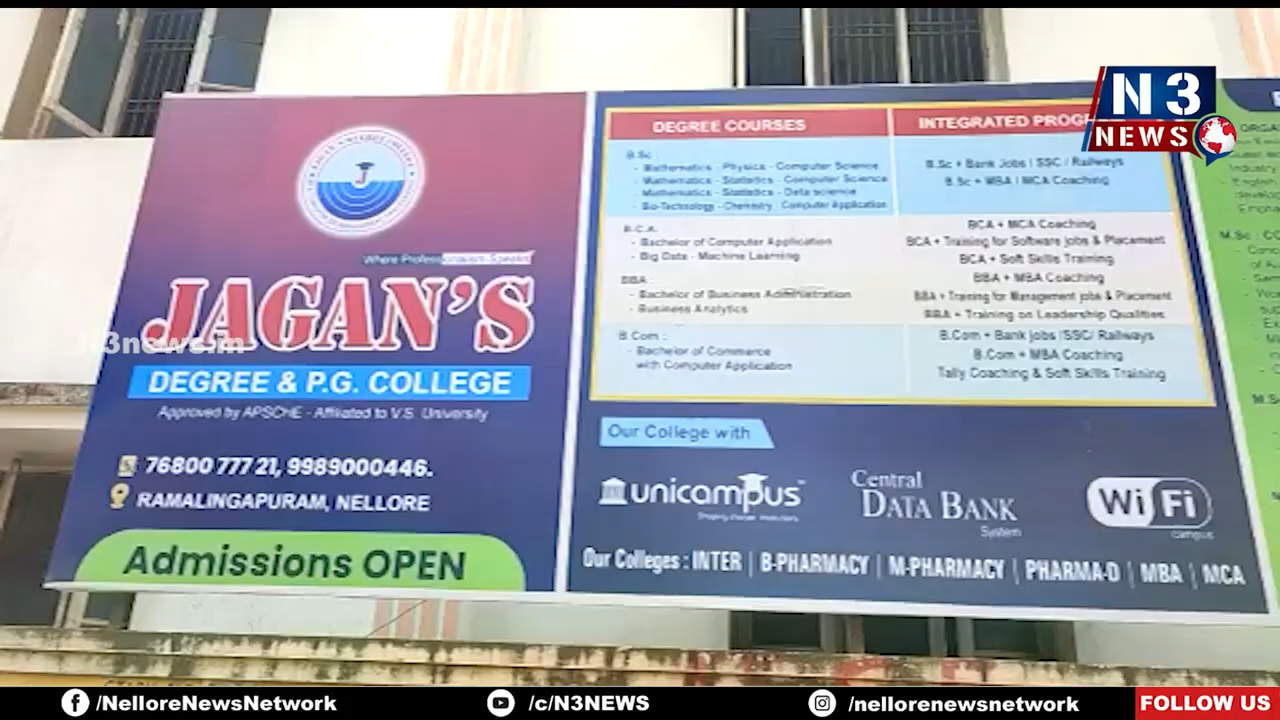 N3
NEWS
Where Professionalism Speaks
JAGAN'S
n3news.in
DEGREE & P.G. COLLEGE
Approved by APSCHE - Affiliated to V.S. University
76800 777 21, 9989000446.
RAMALINGAPURAM, NELLORE
Admissions OPEN
DEGREE COURSES
B.Sc :
- Mathematics - Physics - Computer Science
- Mathematics - Statistics - Computer Science
Mathematics - Statistics - Data science
- Bio-Technology - Chemistry Computer Application
B.C.A.
- Bachelor of Computer Application
- Big Data - Machine Learning
BBA :
- Bachelor of Business Administration
- Business Analytics
B.Com :
- Bachelor of Commerce
with Computer Application
INTEGRATED
B.Sc + Bank Jobs / SSC / Railways
B.Sc + MBA / MCA Coaching
BCA + MCA Coaching
BCA + Training for Software jobs & Placement
BCA + Soft Skills Training
BBA + MBA Coaching
BBA + Training for Management jobs & Placement
BBA + Training on Leadership Qualities
B.Com + Bank jobs /SSC/ Railways
B.Com + MBA Coaching
Tally Coaching & Soft Skills Training
Our College with
unicampus
Central
DATA BANK
System
Wi Fi
campus
Our Colleges : INTER | B-PHARMACY | M-PHARMACY | PHARMA-D | MBA | MCA
M.Sc :
/NelloreNewsNetwork
/c/N3NEWS
/nellorenewsnetwork
FOLLOW US